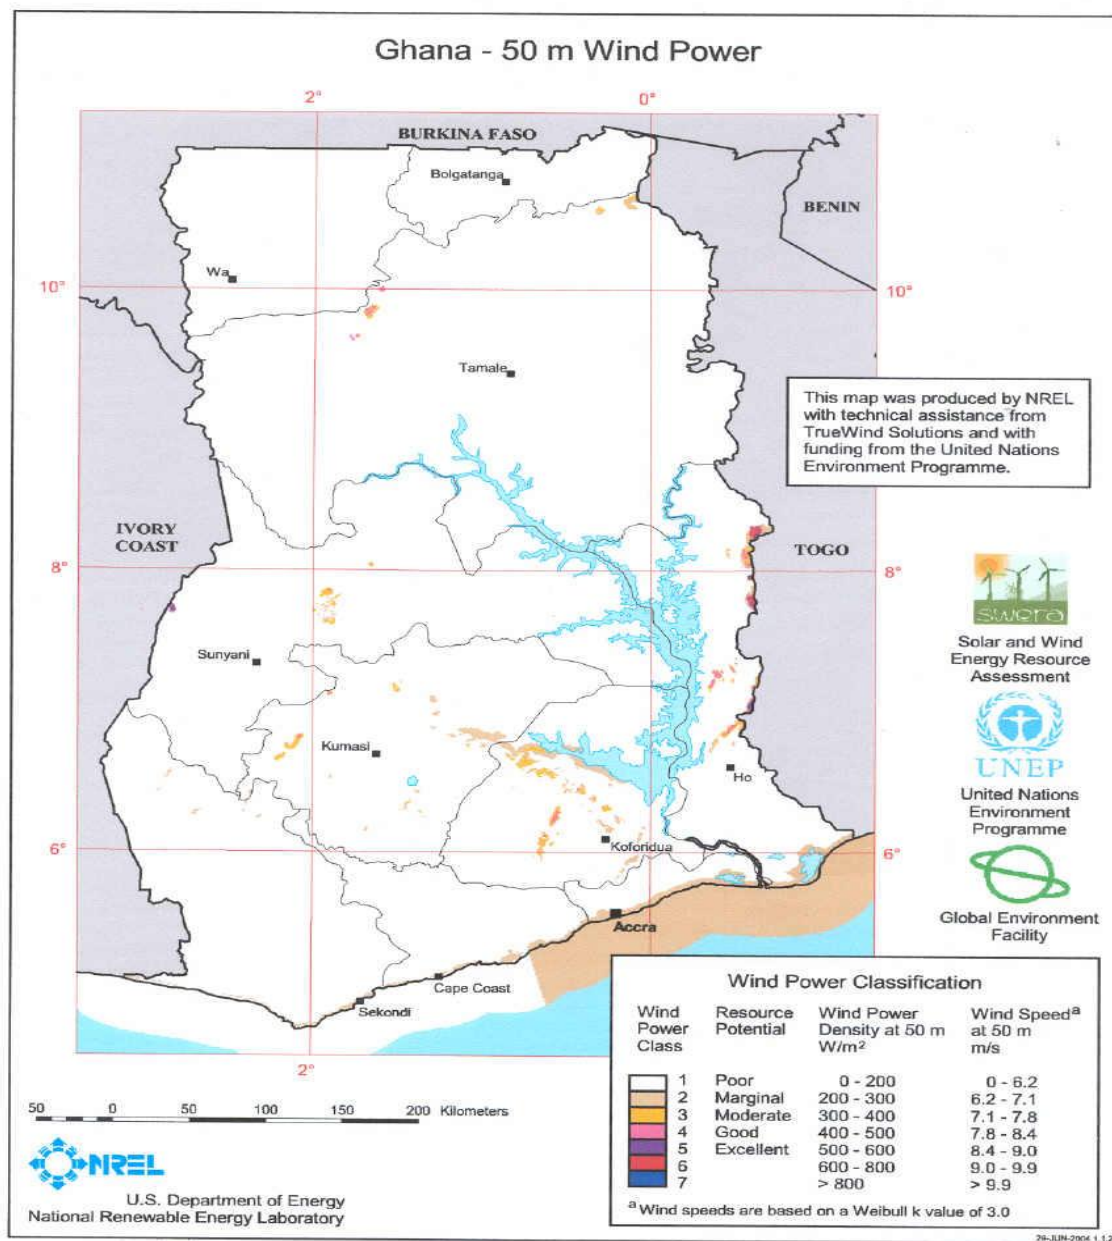 Ghana - 50 m Wind Power
2° 0°
BURKINA FASO
Bolgatanga
BENIN
Wa
10° 10°
Tamale
This map was produced by NREL
with technical assistance from
TrueWind Solutions and with
funding from the United Nations
Environment Programme.
IVORY
COAST
TOGO
8° 8°
swera
Solar and Wind
Energy Resource
Assessment
Sunyani
Kumasi
Ho
UNEP
United Nations
Environment
Programme
6° 6°
Koforidua
Accra
Global Environment
Facility
Cape Coast
Sekondi
2°
Wind Power Classification
Wind Resource Wind Power Wind Speedᵃ
Power Potential Density at 50 m at 50 m
Class W/m² m/s
1 Poor 0 - 200 0 - 6.2
2 Marginal 200 - 300 6.2 - 7.1
3 Moderate 300 - 400 7.1 - 7.8
4 Good 400 - 500 7.8 - 8.4
5 Excellent 500 - 600 8.4 - 9.0
6 600 - 800 9.0 - 9.9
7 > 800 > 9.9
ᵃ Wind speeds are based on a Weibull k value of 3.0
50 0 50 100 150 200 Kilometers
NREL
U.S. Department of Energy
National Renewable Energy Laboratory